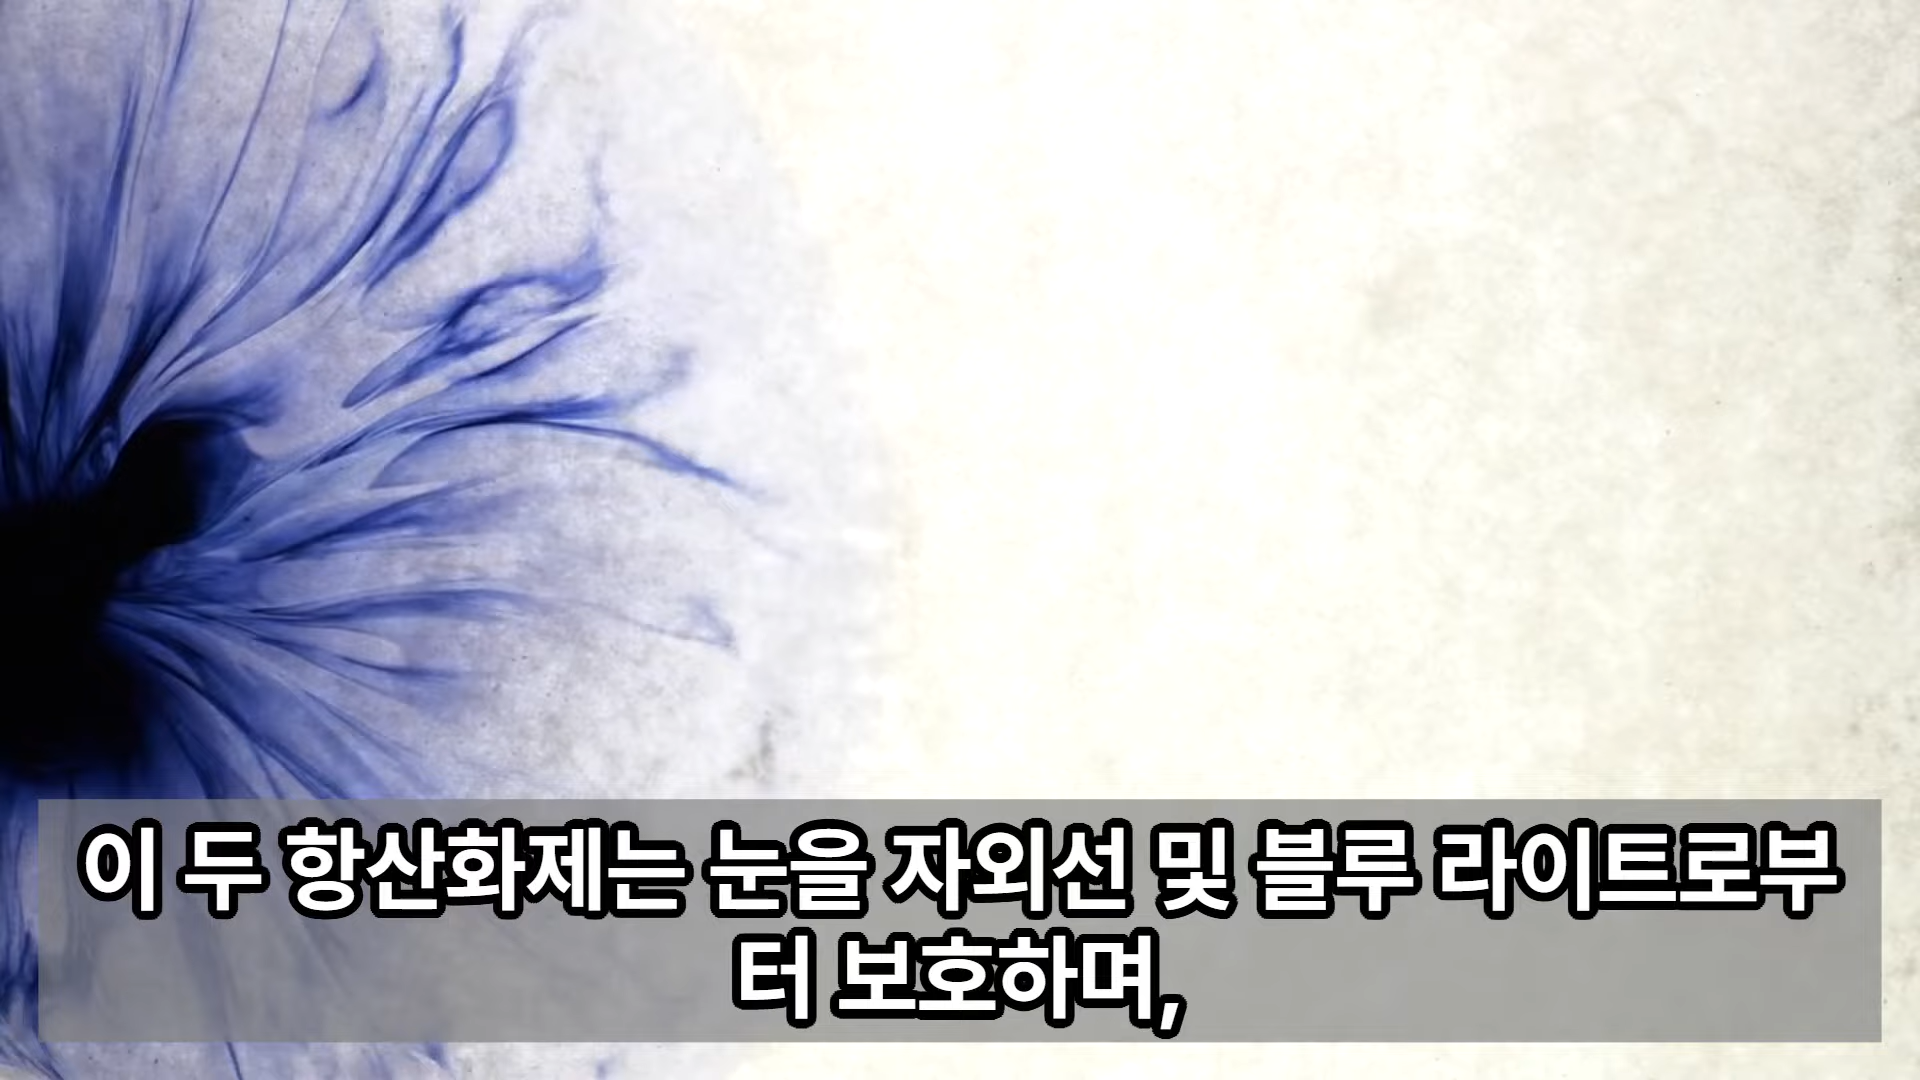 이 두 항산화제는 눈을 자외선 및 블루 라이트로부
터 보호하며,